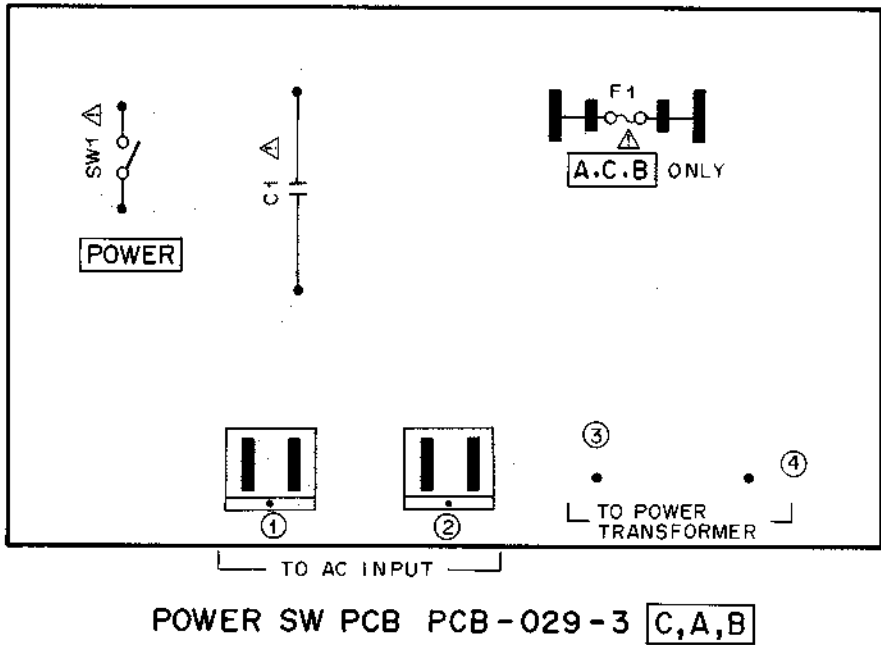 SW1
C1
F1
A.C.B ONLY
POWER
① ② ③ ④
TO POWER
TRANSFORMER
TO AC INPUT
POWER SW PCB PCB-029-3 C,A,B